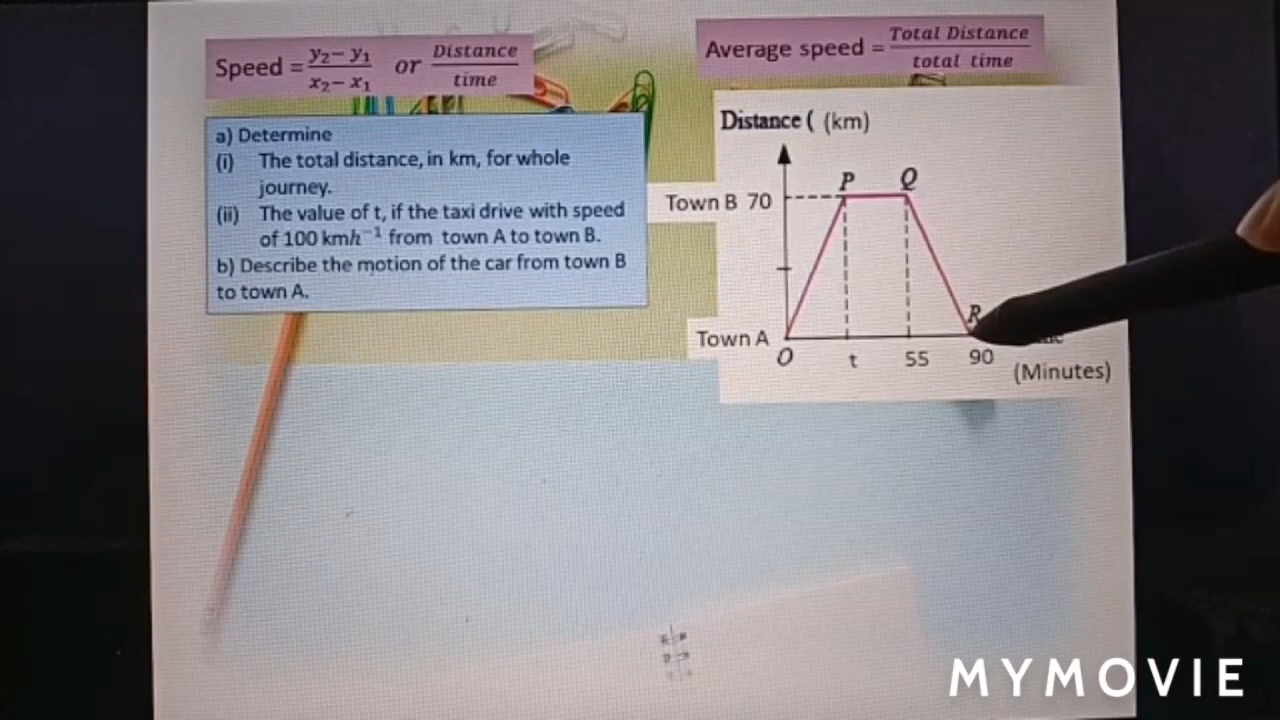 Speed = y₂− y₁ / x₂− x₁ or Distance / time
Average speed = Total Distance / total time
a) Determine
(i) The total distance, in km, for whole
journey.
(ii) The value of t, if the taxi drive with speed
of 100 kmh⁻¹ from town A to town B.
b) Describe the motion of the car from town B
to town A.
Distance ( (km)
P Q
Town B 70
R
Town A
O t 55 90
(Minutes)
MYMOVIE